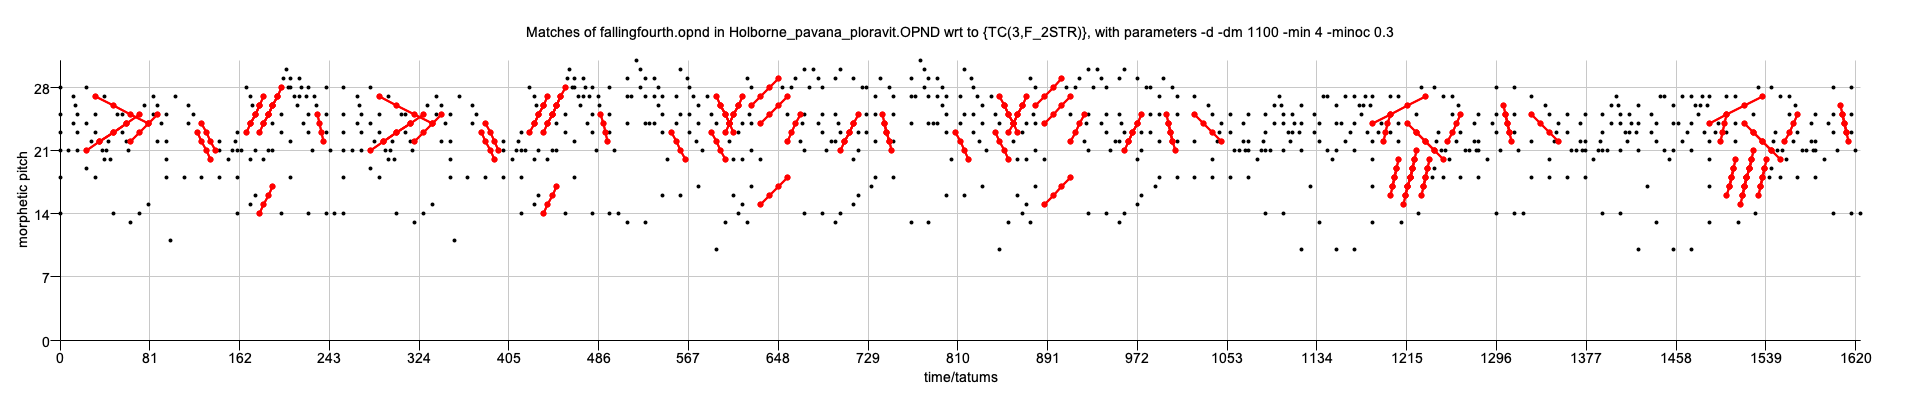 Matches of fallingfourth.opnd in Holborne_pavana_ploravit.OPND wrt to {TC(3,F_2STR)}, with parameters -d -dm 1100 -min 4 -minoc 0.3
morphetic pitch
28
21
14
7
0
0 81 162 243 324 405 486 567 648 729 810 891 972 1053 1134 1215 1296 1377 1458 1539 1620
time/tatums